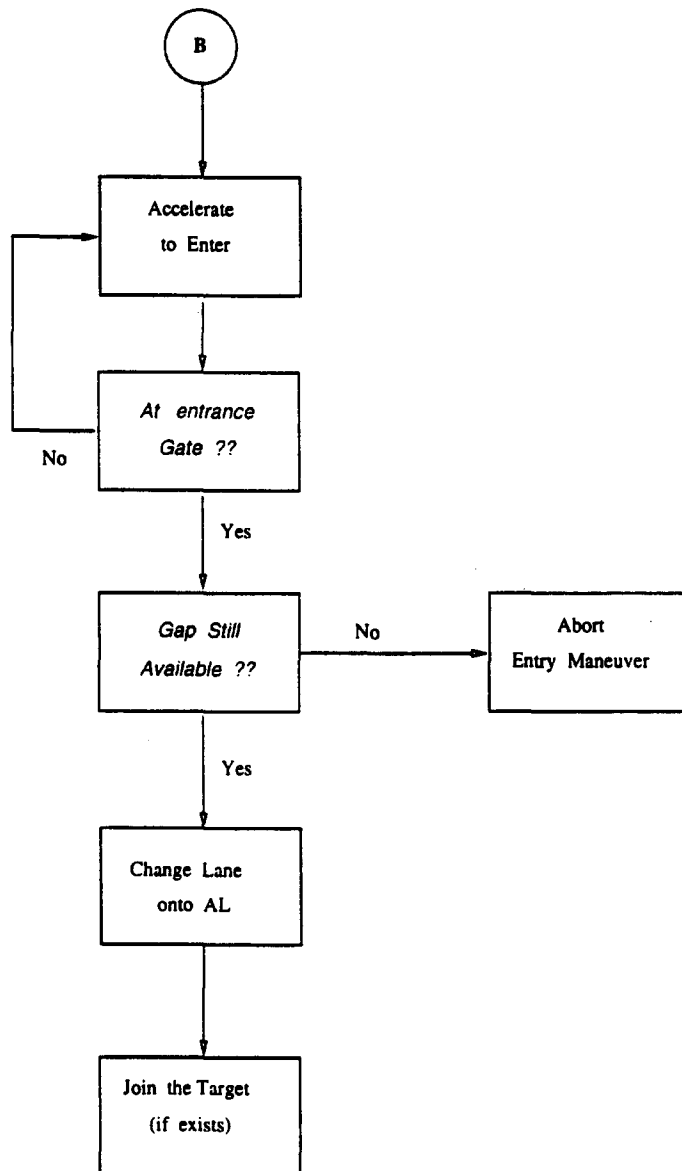 B
Accelerate
to Enter
At entrance
Gate ??
No
Yes
Gap Still
Available ??
No
Abort
Entry Maneuver
Yes
Change Lane
onto AL
Join the Target
(if exists)